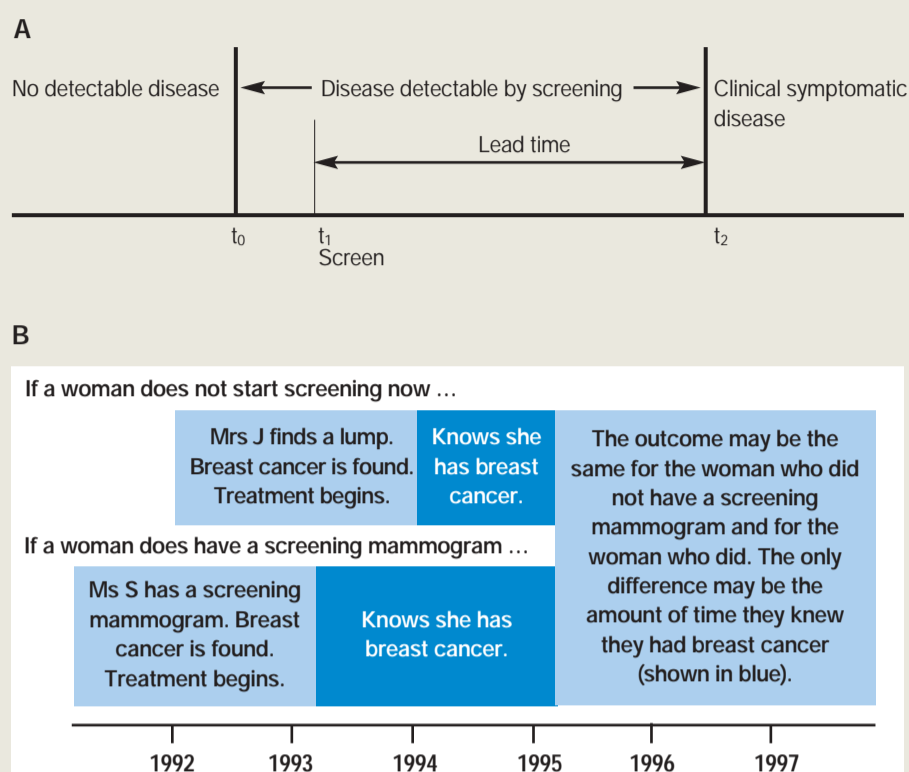 A
No detectable disease
Disease detectable by screening
Clinical symptomatic
disease
Lead time
t0
t1
Screen
t2
B
If a woman does not start screening now …
Mrs J finds a lump.
Breast cancer is found.
Treatment begins.
Knows she
has breast
cancer.
The outcome may be the
same for the woman who did
not have a screening
mammogram and for the
woman who did. The only
difference may be the
amount of time they knew
they had breast cancer
(shown in blue).
If a woman does have a screening mammogram …
Ms S has a screening
mammogram. Breast
cancer is found.
Treatment begins.
Knows she has
breast cancer.
1992
1993
1994
1995
1996
1997